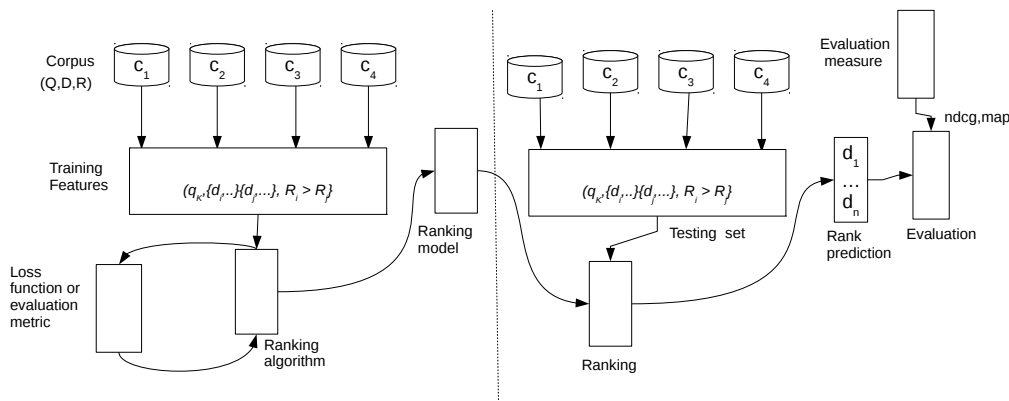 Corpus
(Q,D,R)
c1
c2
c3
c4
Training
Features
(qK,{di,..}{dj,...}, Ri > Rj}
Loss
function or
evaluation
metric
Ranking
algorithm
Ranking
model
c1
c2
c3
c4
(qK,{di,..}{dj,...}, Ri > Rj}
Testing set
Ranking
d1
...
dn
Rank
prediction
Evaluation
measure
ndcg,map
Evaluation